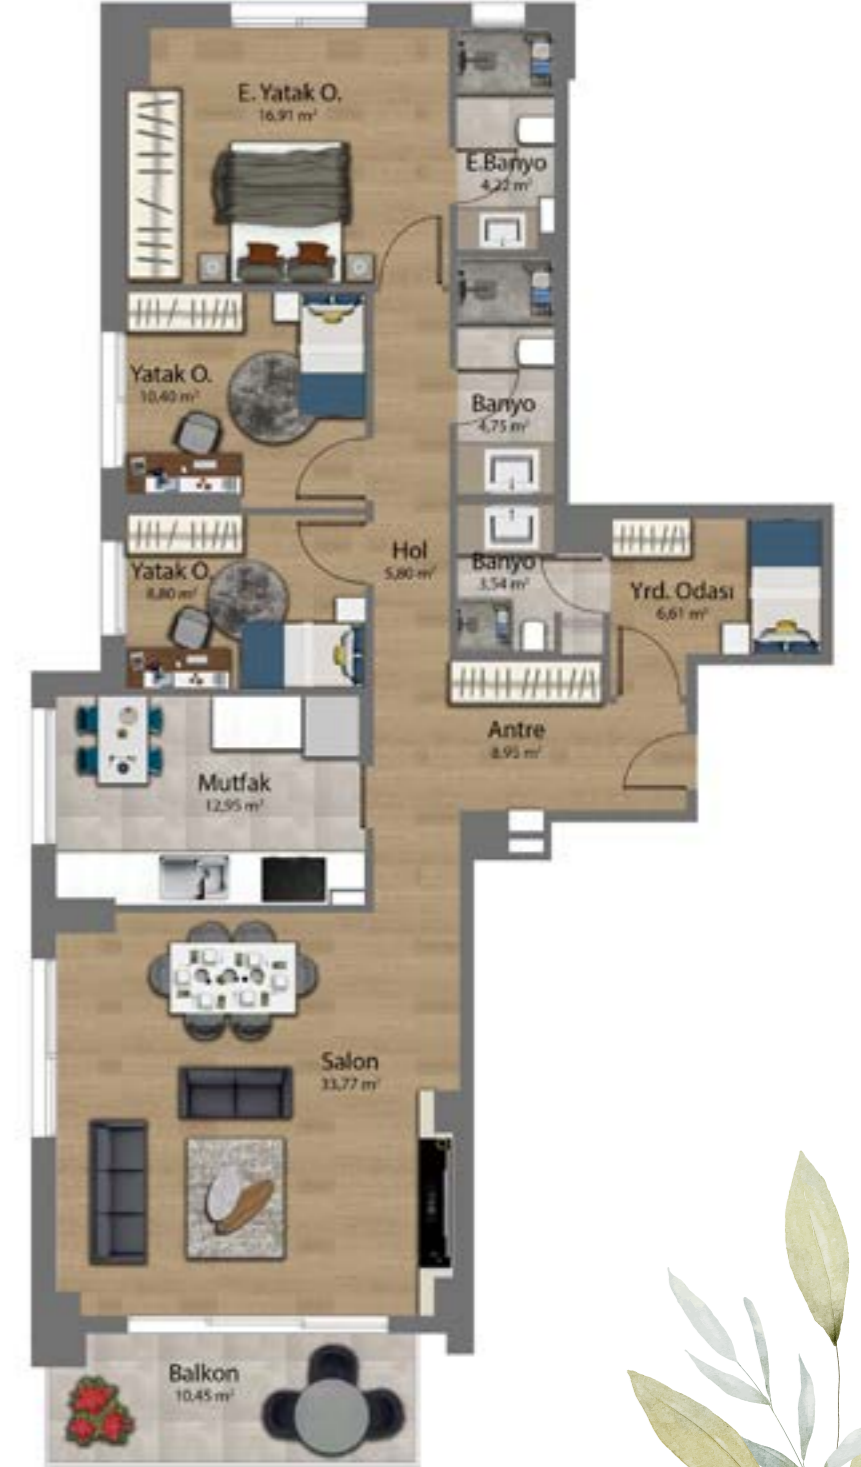 E. Yatak O.
16,91 m²
E.Banyo
4,22 m²
Yatak O.
10,40 m²
Banyo
4,75 m²
Hol
5,80 m²
Yatak O.
8,80 m²
Banyo
3,54 m²
Yrd. Odası
6,61 m²
Antre
8,95 m²
Mutfak
12,95 m²
Salon
33,77 m²
Balkon
10,45 m²